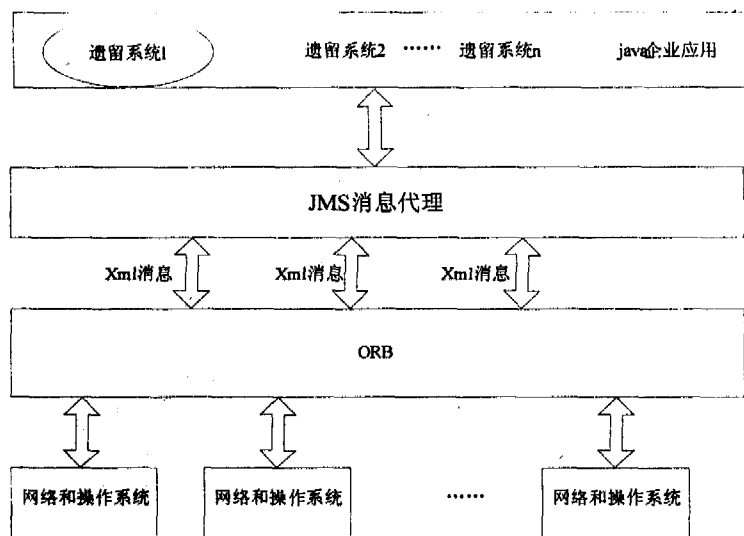 遗留系统1 遗留系统2 …… 遗留系统n java企业应用
JMS消息代理
Xml消息 Xml消息 Xml消息
ORB
网络和操作系统 网络和操作系统 …… 网络和操作系统